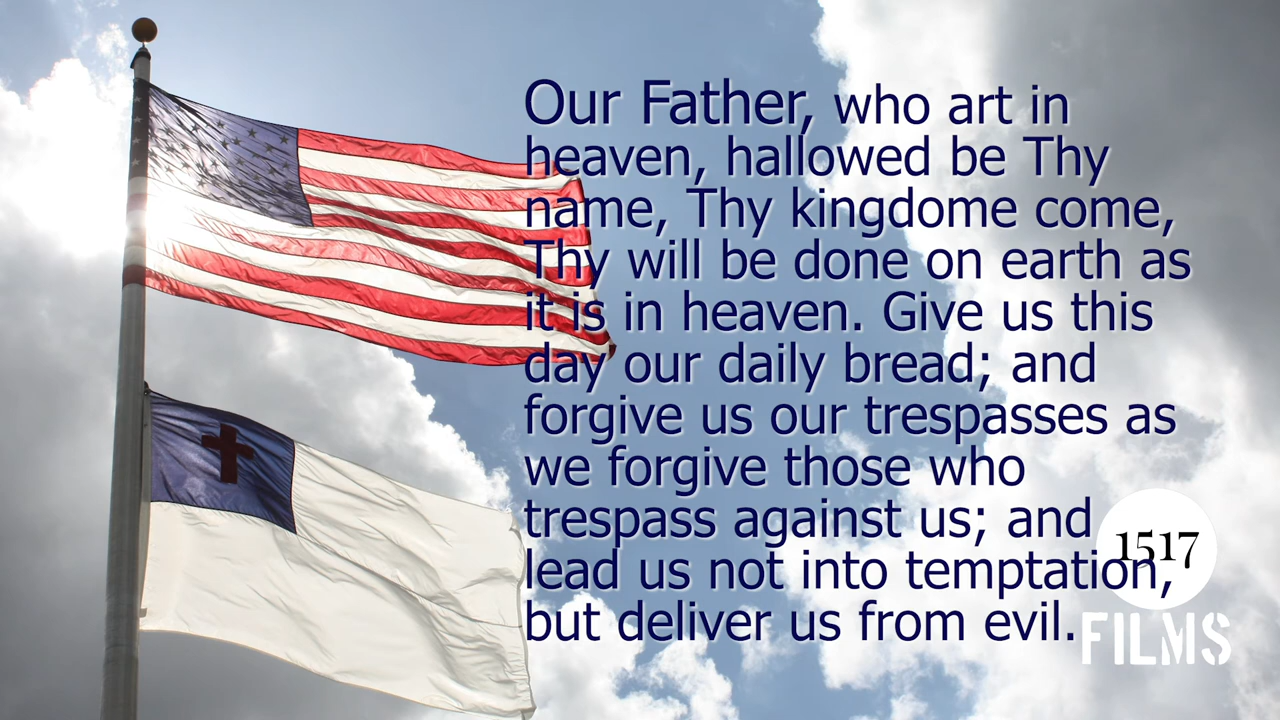 Our Father, who art in
heaven, hallowed be Thy
name, Thy kingdome come,
Thy will be done on earth as
it is in heaven. Give us this
day our daily bread; and
forgive us our trespasses as
we forgive those who
trespass against us; and
lead us not into temptation,
but deliver us from evil.
1517
FILMS